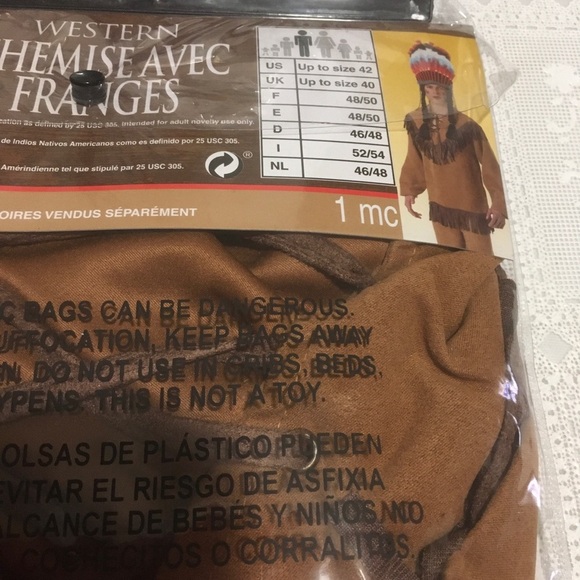 WESTERN
HEMISE AVEC
FRANGES
ation as defined by 25 USC 305. Intended for adult novelty use only.
de Indios Nativos Americanos como es definido por 25 USC 305.
Amérindienne tel que stipulé par 25 USC 305.
US Up to size 42
UK Up to size 40
F 48/50
E 48/50
D 46/48
I 52/54
NL 46/48
OIRES VENDUS SÉPARÉMENT
1 mc
C BAGS CAN BE DANGEROUS.
UFFOCATION, KEEP BAGS AWAY
N. DO NOT USE IN CRIBS, BEDS,
YPENS. THIS IS NOT A TOY.
OLSAS DE PLÁSTICO PUEDEN
EVITAR EL RIESGO DE ASFIXIA
ALCANCE DE BEBES Y NIÑOS NO
O CORRALITOS.